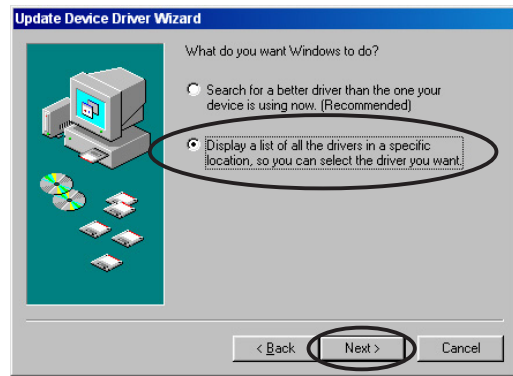 Update Device Driver Wizard
What do you want Windows to do?
Search for a better driver than the one your
device is using now. (Recommended)
Display a list of all the drivers in a specific
location, so you can select the driver you want.
< Back
Next >
Cancel